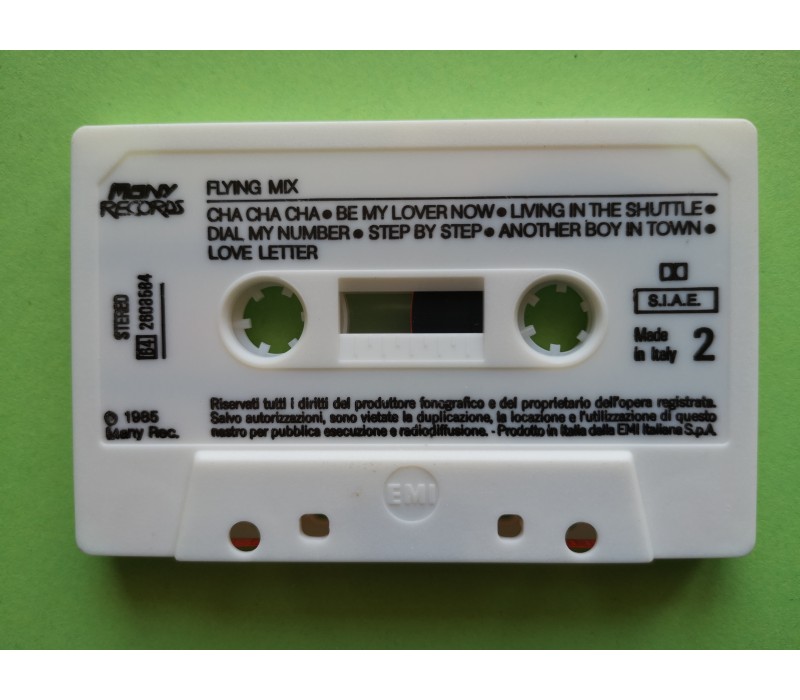 MANY RECORDS
FLYING MIX
CHA CHA CHA • BE MY LOVER NOW • LIVING IN THE SHUTTLE •
DIAL MY NUMBER • STEP BY STEP • ANOTHER BOY IN TOWN •
LOVE LETTER
STEREO
64 2603584
S.I.A.E.
Made
in Italy
2
Ⓟ 1985
Many Rec.
Riservati tutti i diritti del produttore fonografico e del proprietario dell'opera registrata.
Salvo autorizzazioni, sono vietate la duplicazione, la locazione e l'utilizzazione di questo
nastro per pubblica esecuzione e radiodiffusione. - Prodotto in Italia dalla EMI Italiana S.p.A.
EMI